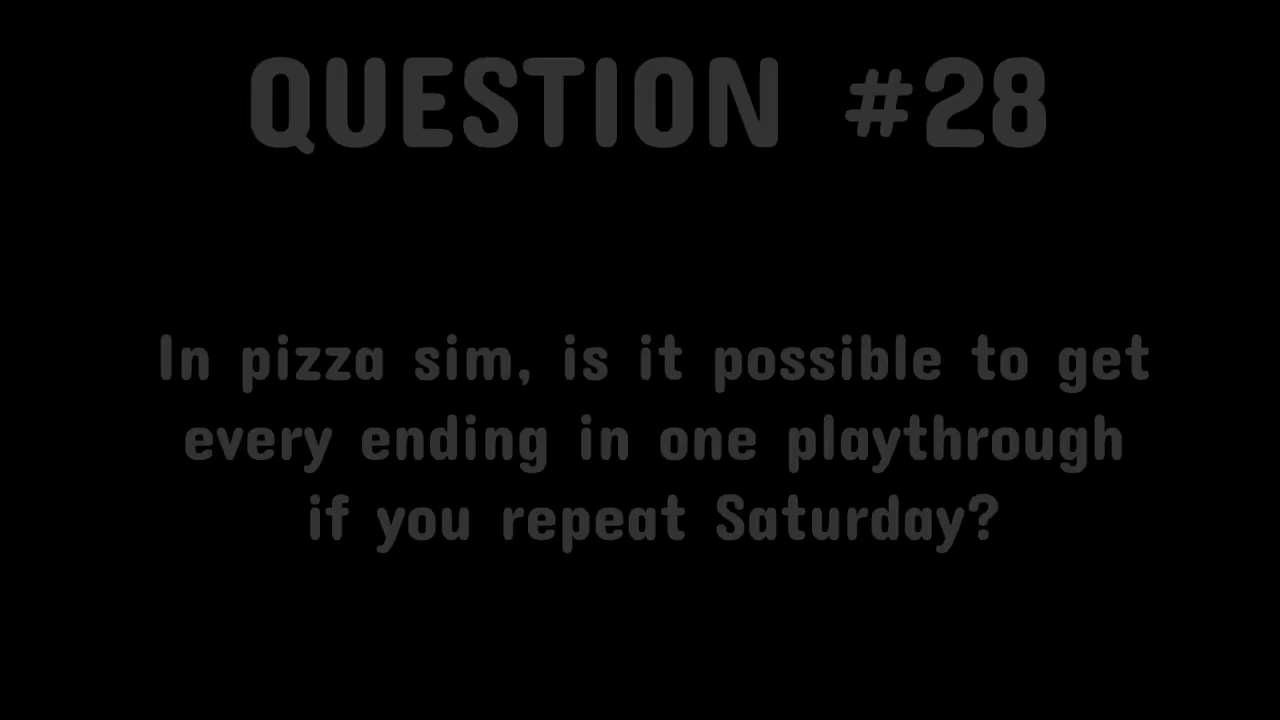 QUESTION #28
In pizza sim, is it possible to get
every ending in one playthrough
if you repeat Saturday?